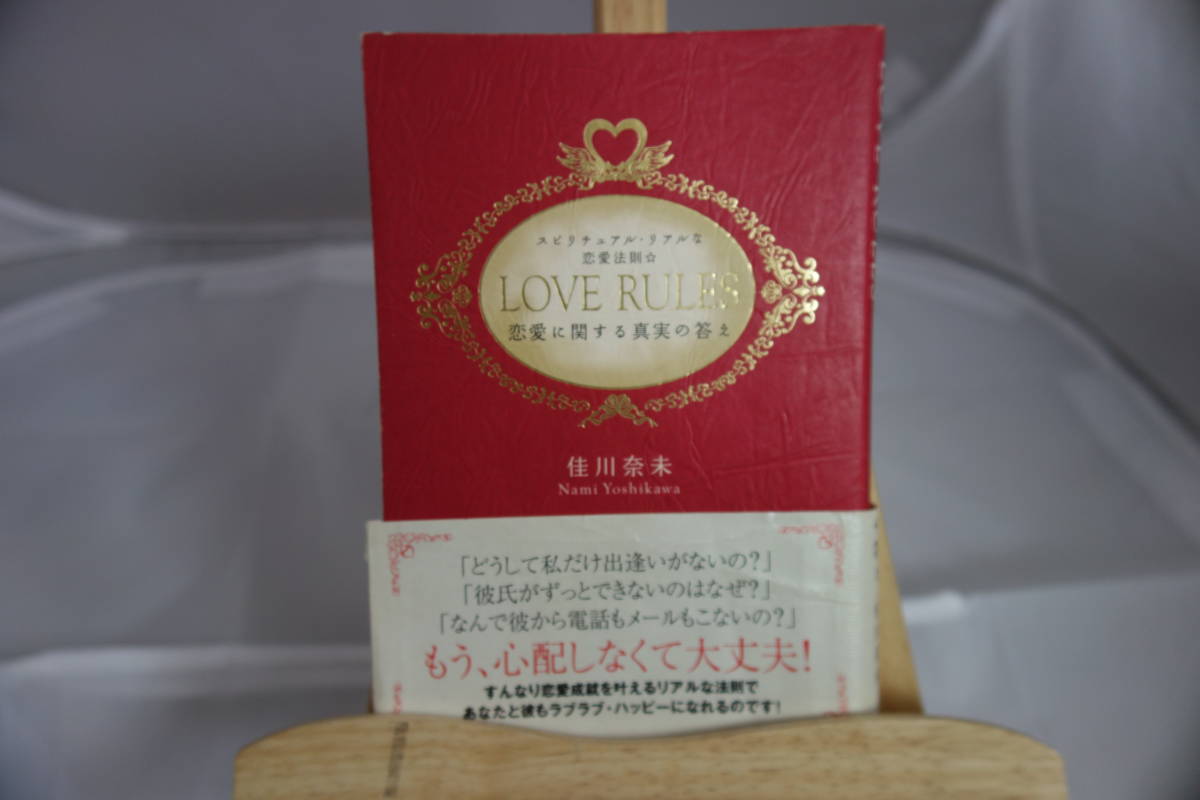 スピリチュアル・リアルな
恋愛法則☆
LOVE RULES
恋愛に関する真実の答え
佳川奈未
Nami Yoshikawa
「どうして私だけ出逢いがないの?」
「彼氏がずっとできないのはなぜ?」
「なんで彼から電話もメールもこないの?」
もう、心配しなくて大丈夫!
すんなり恋愛成就を叶えるリアルな法則で
あなたと彼もラブラブ・ハッピーになれるのです!